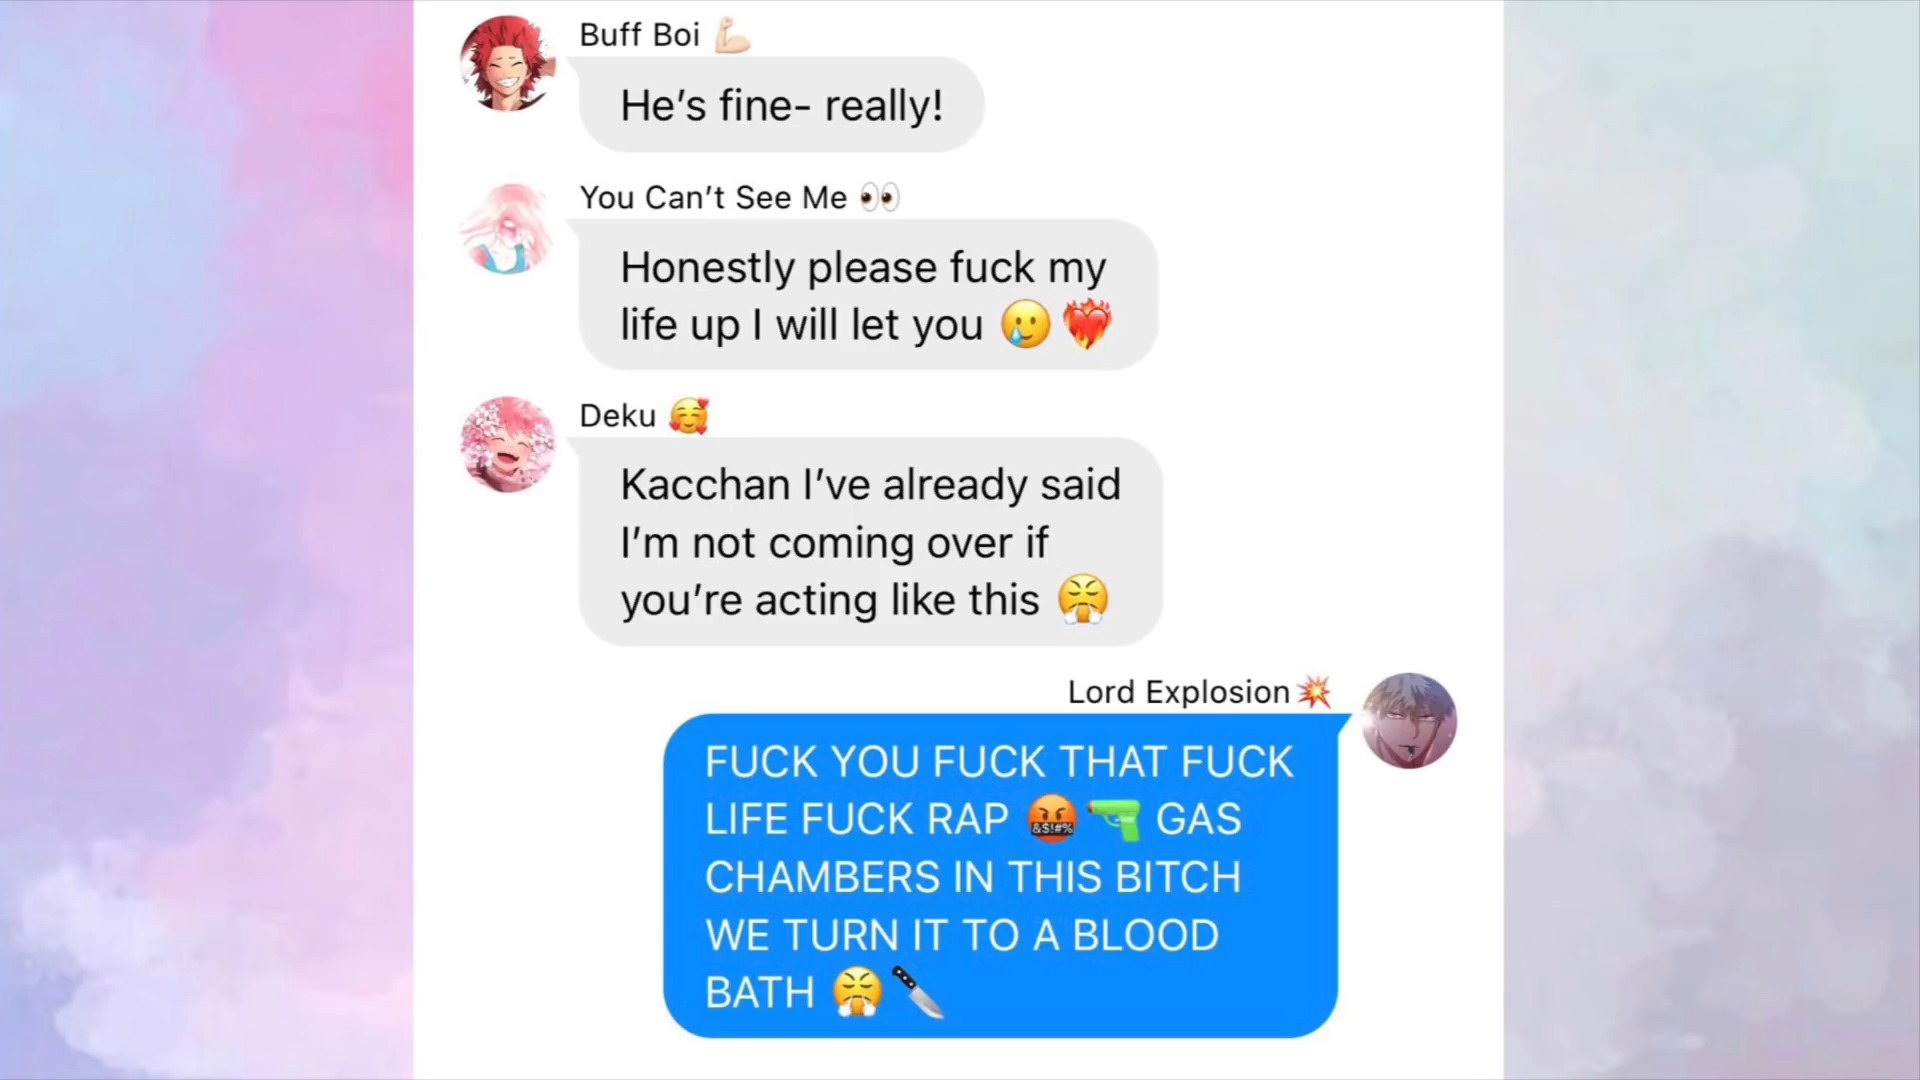 Buff Boi 💪🏻
He’s fine- really!
You Can’t See Me 👀
Honestly please fuck my
life up I will let you 🥲 ❤️‍🔥
Deku 🥰
Kacchan I’ve already said
I’m not coming over if
you’re acting like this 😤
Lord Explosion 💥
FUCK YOU FUCK THAT FUCK
LIFE FUCK RAP 🤬🔫 GAS
CHAMBERS IN THIS BITCH
WE TURN IT TO A BLOOD
BATH 😤🔪